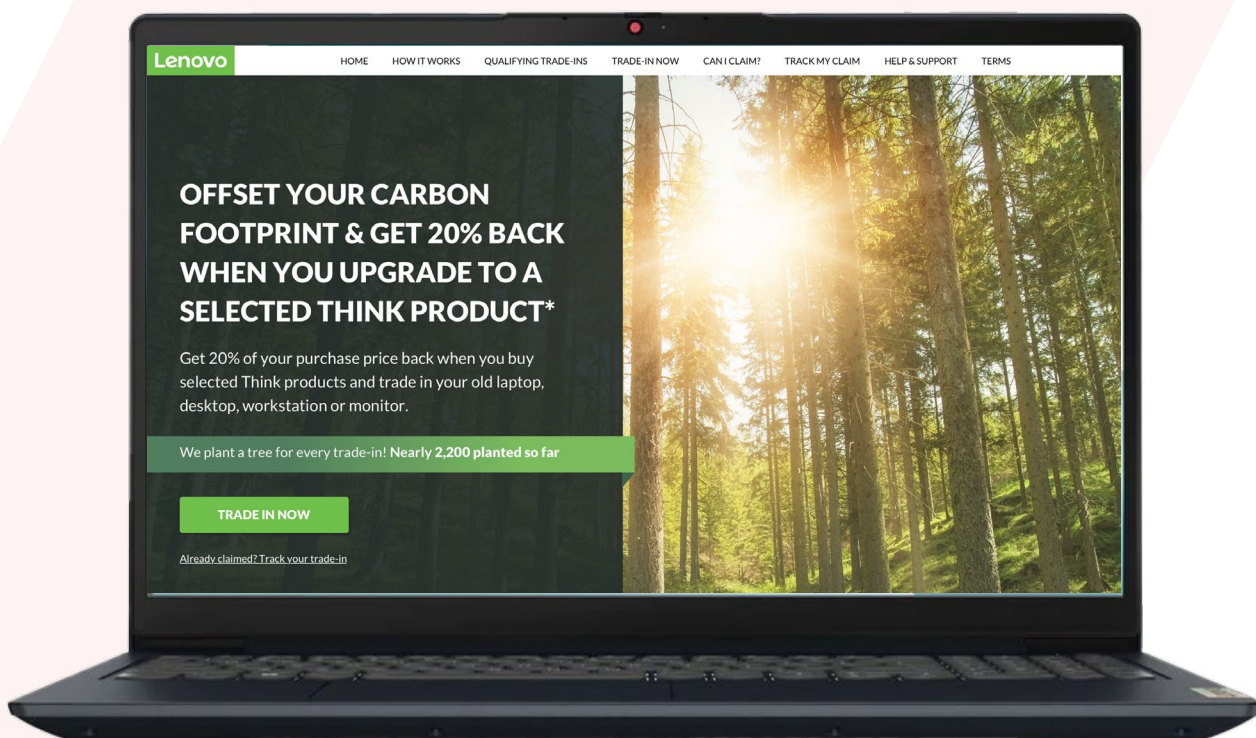 Lenovo
HOME HOW IT WORKS QUALIFYING TRADE-INS TRADE-IN NOW CAN I CLAIM? TRACK MY CLAIM HELP & SUPPORT TERMS
OFFSET YOUR CARBON
FOOTPRINT & GET 20% BACK
WHEN YOU UPGRADE TO A
SELECTED THINK PRODUCT*
Get 20% of your purchase price back when you buy
selected Think products and trade in your old laptop,
desktop, workstation or monitor.
We plant a tree for every trade-in! Nearly 2,200 planted so far
TRADE IN NOW
Already claimed? Track your trade-in